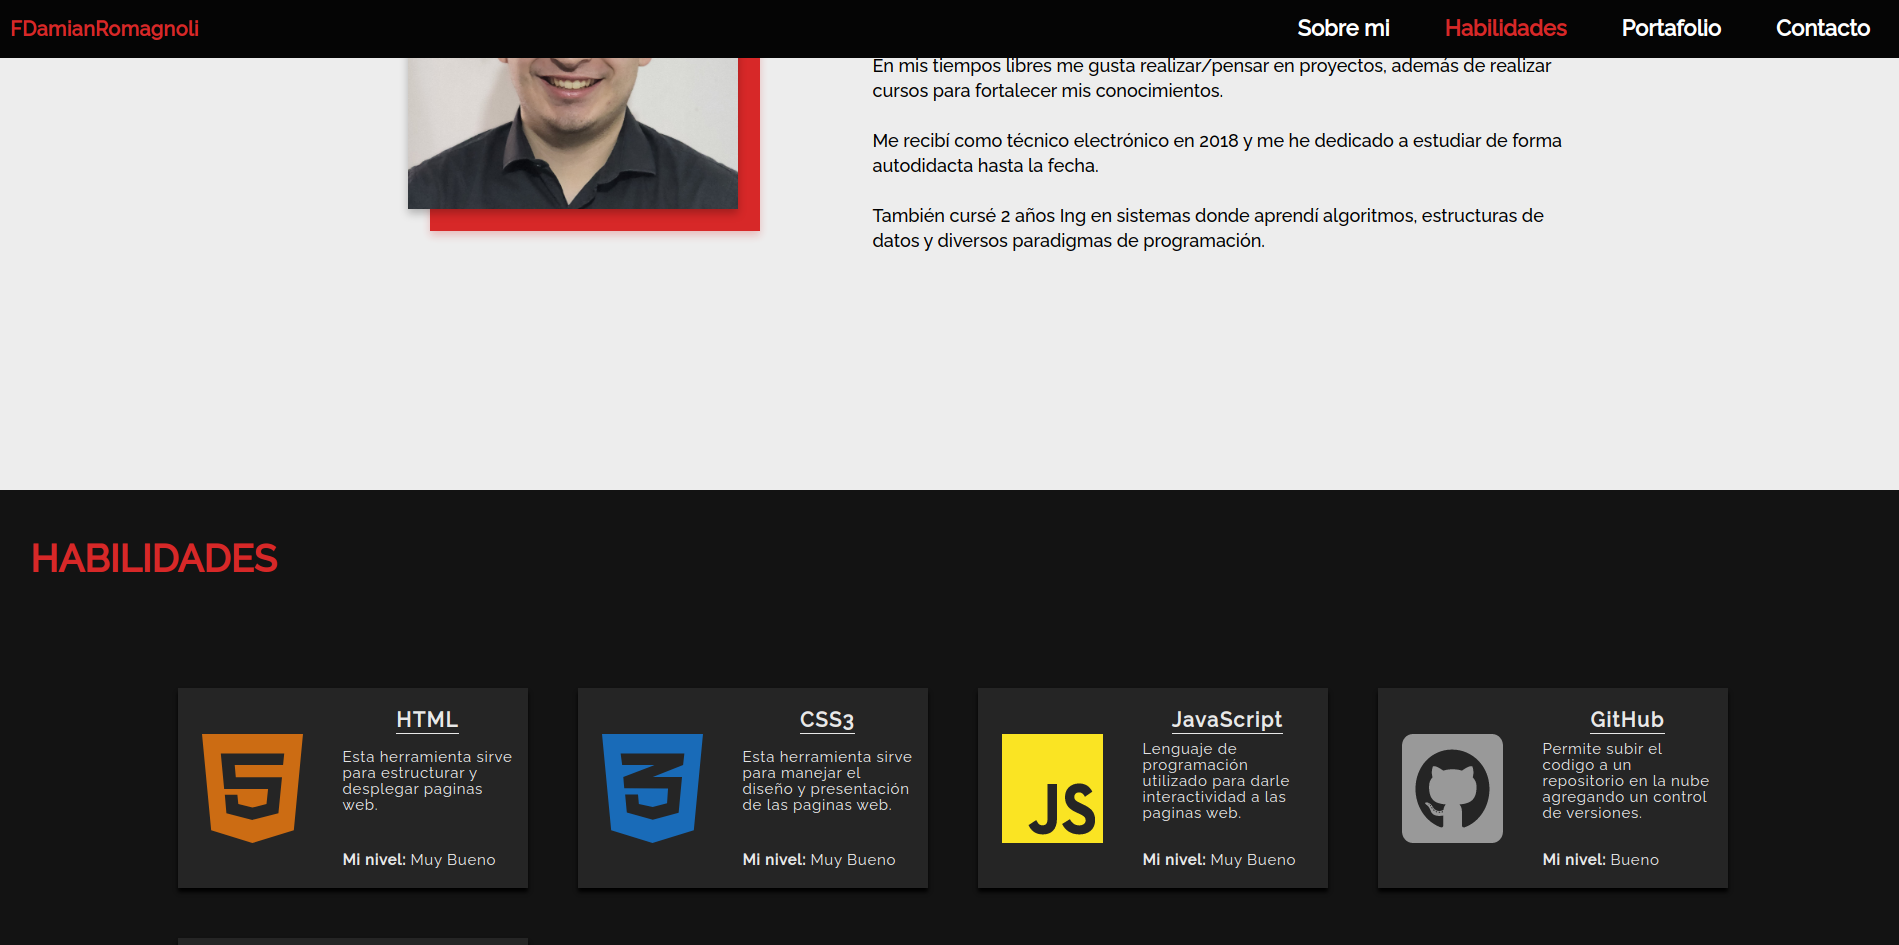 FDamianRomagnoli
Sobre mi
Habilidades
Portafolio
Contacto
En mis tiempos libres me gusta realizar/pensar en proyectos, además de realizar
cursos para fortalecer mis conocimientos.
Me recibí como técnico electrónico en 2018 y me he dedicado a estudiar de forma
autodidacta hasta la fecha.
También cursé 2 años Ing en sistemas donde aprendí algoritmos, estructuras de
datos y diversos paradigmas de programación.
HABILIDADES
HTML
Esta herramienta sirve
para estructurar y
desplegar paginas
web.
Mi nivel: Muy Bueno
CSS3
Esta herramienta sirve
para manejar el
diseño y presentación
de las paginas web.
Mi nivel: Muy Bueno
JS
JavaScript
Lenguaje de
programación
utilizado para darle
interactividad a las
paginas web.
Mi nivel: Muy Bueno
GitHub
Permite subir el
codigo a un
repositorio en la nube
agregando un control
de versiones.
Mi nivel: Bueno